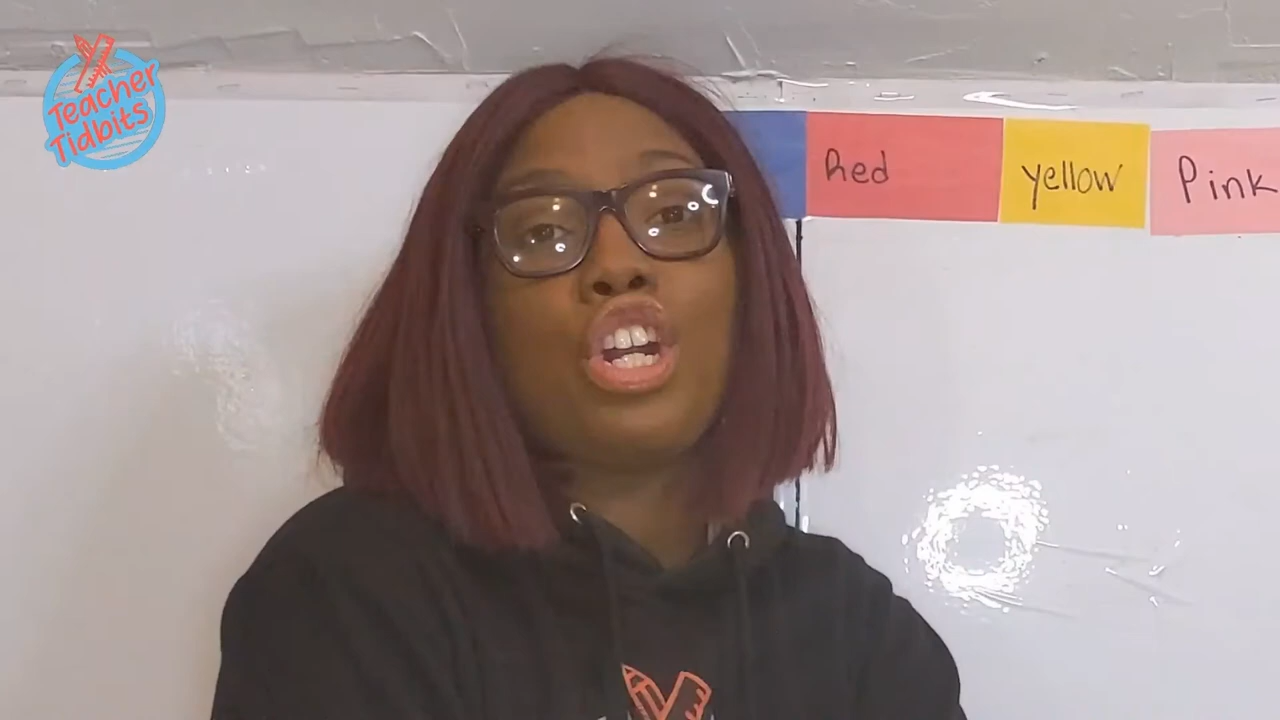 Teacher
Tidbits
Red
yellow
Pink